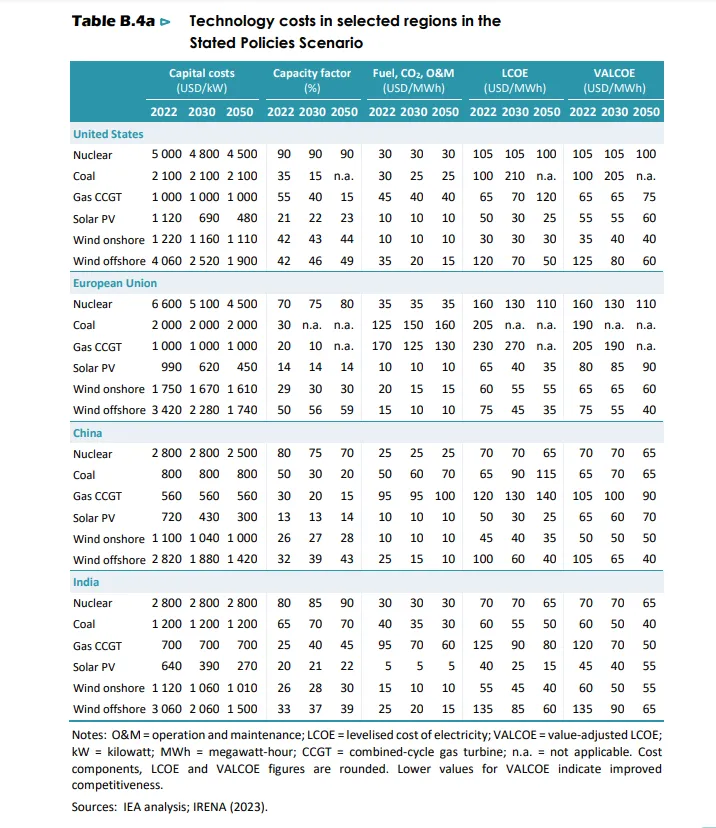 Table B.4a ▷ Technology costs in selected regions in the
Stated Policies Scenario
Capital costs Capacity factor Fuel, CO₂, O&M LCOE VALCOE
(USD/kW) (%) (USD/MWh) (USD/MWh) (USD/MWh)
2022 2030 2050 2022 2030 2050 2022 2030 2050 2022 2030 2050 2022 2030 2050
United States
Nuclear 5 000 4 800 4 500 90 90 90 30 30 30 105 105 100 105 105 100
Coal 2 100 2 100 2 100 35 15 n.a. 30 25 25 100 210 n.a. 100 205 n.a.
Gas CCGT 1 000 1 000 1 000 55 40 15 45 40 40 65 70 120 65 65 75
Solar PV 1 120 690 480 21 22 23 10 10 10 50 30 25 55 55 60
Wind onshore 1 220 1 160 1 110 42 43 44 10 10 10 30 30 30 35 40 40
Wind offshore 4 060 2 520 1 900 42 46 49 35 20 15 120 70 50 125 80 60
European Union
Nuclear 6 600 5 100 4 500 70 75 80 35 35 35 160 130 110 160 130 110
Coal 2 000 2 000 2 000 30 n.a. n.a. 125 150 160 205 n.a. n.a. 190 n.a. n.a.
Gas CCGT 1 000 1 000 1 000 20 10 n.a. 170 125 130 230 270 n.a. 205 190 n.a.
Solar PV 990 620 450 14 14 14 10 10 10 65 40 35 80 85 90
Wind onshore 1 750 1 670 1 610 29 30 30 20 15 15 60 55 55 65 65 60
Wind offshore 3 420 2 280 1 740 50 56 59 15 10 10 75 45 35 75 55 40
China
Nuclear 2 800 2 800 2 500 80 75 70 25 25 25 70 70 65 70 70 65
Coal 800 800 800 50 30 20 50 60 70 65 90 115 65 70 65
Gas CCGT 560 560 560 30 20 15 95 95 100 120 130 140 105 100 90
Solar PV 720 430 300 13 13 14 10 10 10 50 30 25 65 60 70
Wind onshore 1 100 1 040 1 000 26 27 28 10 10 10 45 40 35 50 50 50
Wind offshore 2 820 1 880 1 420 32 39 43 25 15 10 100 60 40 105 65 40
India
Nuclear 2 800 2 800 2 800 80 85 90 30 30 30 70 70 65 70 70 65
Coal 1 200 1 200 1 200 65 70 70 40 35 30 60 55 50 60 50 40
Gas CCGT 700 700 700 25 40 45 95 70 60 125 90 80 120 70 50
Solar PV 640 390 270 20 21 22 5 5 5 40 25 15 45 40 55
Wind onshore 1 120 1 060 1 010 26 28 30 15 10 10 55 45 40 60 50 55
Wind offshore 3 060 2 060 1 500 33 37 39 25 20 15 135 85 60 135 90 65
Notes: O&M = operation and maintenance; LCOE = levelised cost of electricity; VALCOE = value-adjusted LCOE;
kW = kilowatt; MWh = megawatt-hour; CCGT = combined-cycle gas turbine; n.a. = not applicable. Cost
components, LCOE and VALCOE figures are rounded. Lower values for VALCOE indicate improved
competitiveness.
Sources: IEA analysis; IRENA (2023).